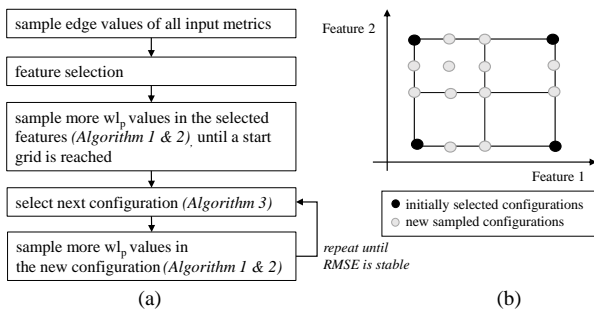 sample edge values of all input metrics
feature selection
sample more wlp values in the selected
features (Algorithm 1 & 2), until a start
grid is reached
select next configuration (Algorithm 3)
sample more wlp values in
the new configuration (Algorithm 1 & 2)
repeat until
RMSE is stable
(a)
Feature 2
Feature 1
initially selected configurations
new sampled configurations
(b)